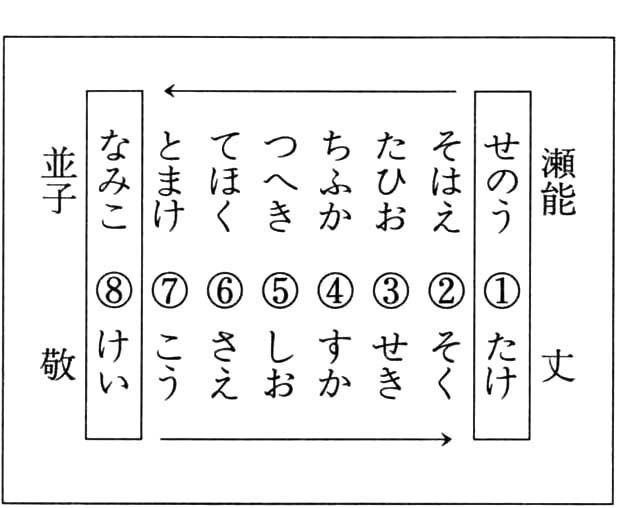 瀬能 丈
せのう ① たけ
そはえ ② そく
たひお ③ せき
ちふか ④ すか
つへき ⑤ しお
てほく ⑥ さえ
とまけ ⑦ こう
なみこ ⑧ けい
並子 敬